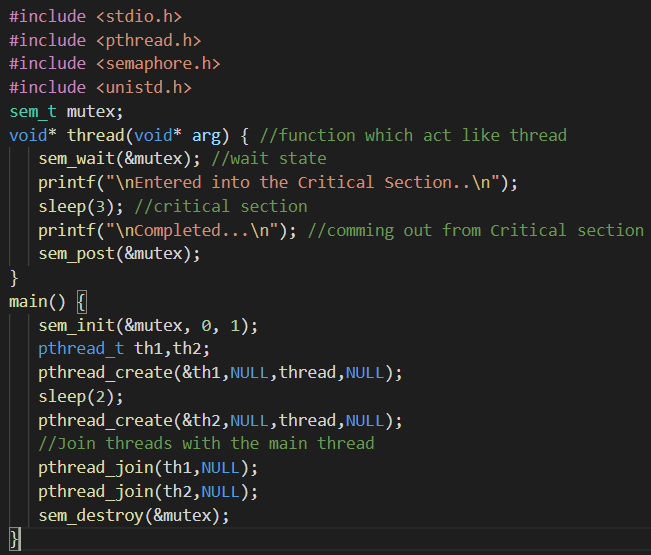 #include <stdio.h>
#include <pthread.h>
#include <semaphore.h>
#include <unistd.h>
sem_t mutex;
void* thread(void* arg) { //function which act like thread
    sem_wait(&mutex); //wait state
    printf("\nEntered into the Critical Section..\n");
    sleep(3); //critical section
    printf("\nCompleted...\n"); //comming out from Critical section
    sem_post(&mutex);
}
main() {
    sem_init(&mutex, 0, 1);
    pthread_t th1,th2;
    pthread_create(&th1,NULL,thread,NULL);
    sleep(2);
    pthread_create(&th2,NULL,thread,NULL);
    //Join threads with the main thread
    pthread_join(th1,NULL);
    pthread_join(th2,NULL);
    sem_destroy(&mutex);
}